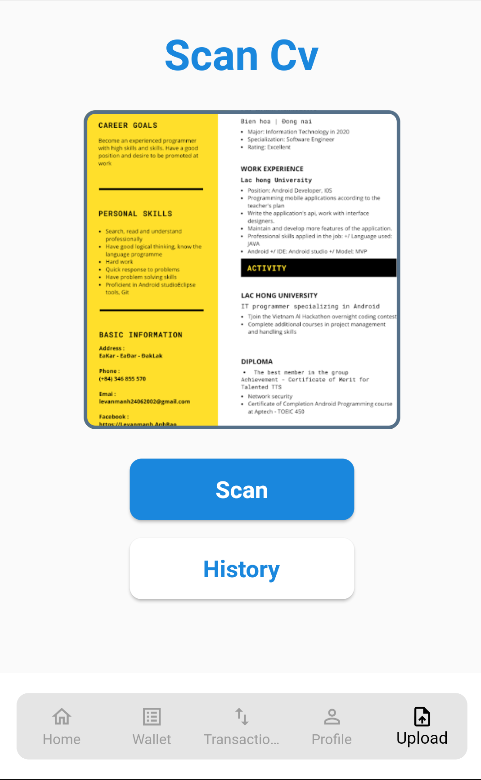 Scan Cv
CAREER GOALS
Become an experienced programmer
with high skills and skills. Have a good
position and desire to be promoted at
work
PERSONAL SKILLS
Search, read and understand
professionally
Have good logical thinking, know the
language programme
Hard work
Quick response to problems
Have problem solving skills
Proficient in Android studioEclipse
tools, Git
BASIC INFORMATION
Address :
EaKar - EaDar - ĐakLak
Phone :
(+84) 346 855 570
Emai :
levanmanh24062002@gmail.com
Facebook :
https://Levanmanh.AnhRao
Bien hoa | Dong nai
Major: Information Technology in 2020
Specialization: Software Engineer
Rating: Excellent
WORK EXPERIENCE
Lac hong University
Position: Android Developer, IOS
Programming mobile applications according to the
teacher's plan
Write the application's api, work with interface
designers.
Maintain and develop more features of the application.
Professional skills applied in the job: +/ Language used:
JAVA
Android +/ IDE: Android studio +/ Model: MVP
ACTIVITY
LAC HONG UNIVERSITY
IT programmer specializing in Android
TJoin the Vietnam AI Hackathon overnight coding contest
Complete additional courses in project management
and handling skills
DIPLOMA
The best member in the group
Achievement - Certificate of Merit for
Talented TTS
Network security
Certificate of Completion Android Programming course
at Aptech - TOEIC 450
Scan
History
Home
Wallet
Transactio...
Profile
Upload